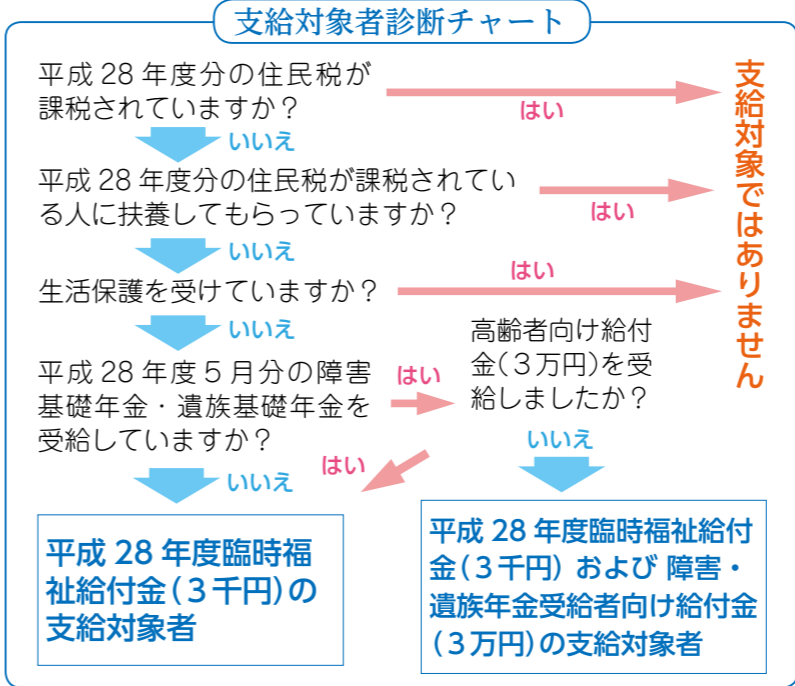 支給対象者診断チャート
平成 28 年度分の住民税が
課税されていますか？
はい
いいえ
平成 28 年度分の住民税が課税されてい
る人に扶養してもらっていますか？
はい
いいえ
生活保護を受けていますか？
はい
いいえ
平成 28 年度５月分の障害
基礎年金・遺族基礎年金を
受給していますか？
はい
いいえ
高齢者向け給付
金(３万円)を受
給しましたか？
はい
いいえ
支給対象ではありません
平成 28 年度臨時福
祉給付金(３千円)の
支給対象者
平成 28 年度臨時福祉給付
金(３千円) および 障害・
遺族年金受給者向け給付金
(３万円)の支給対象者